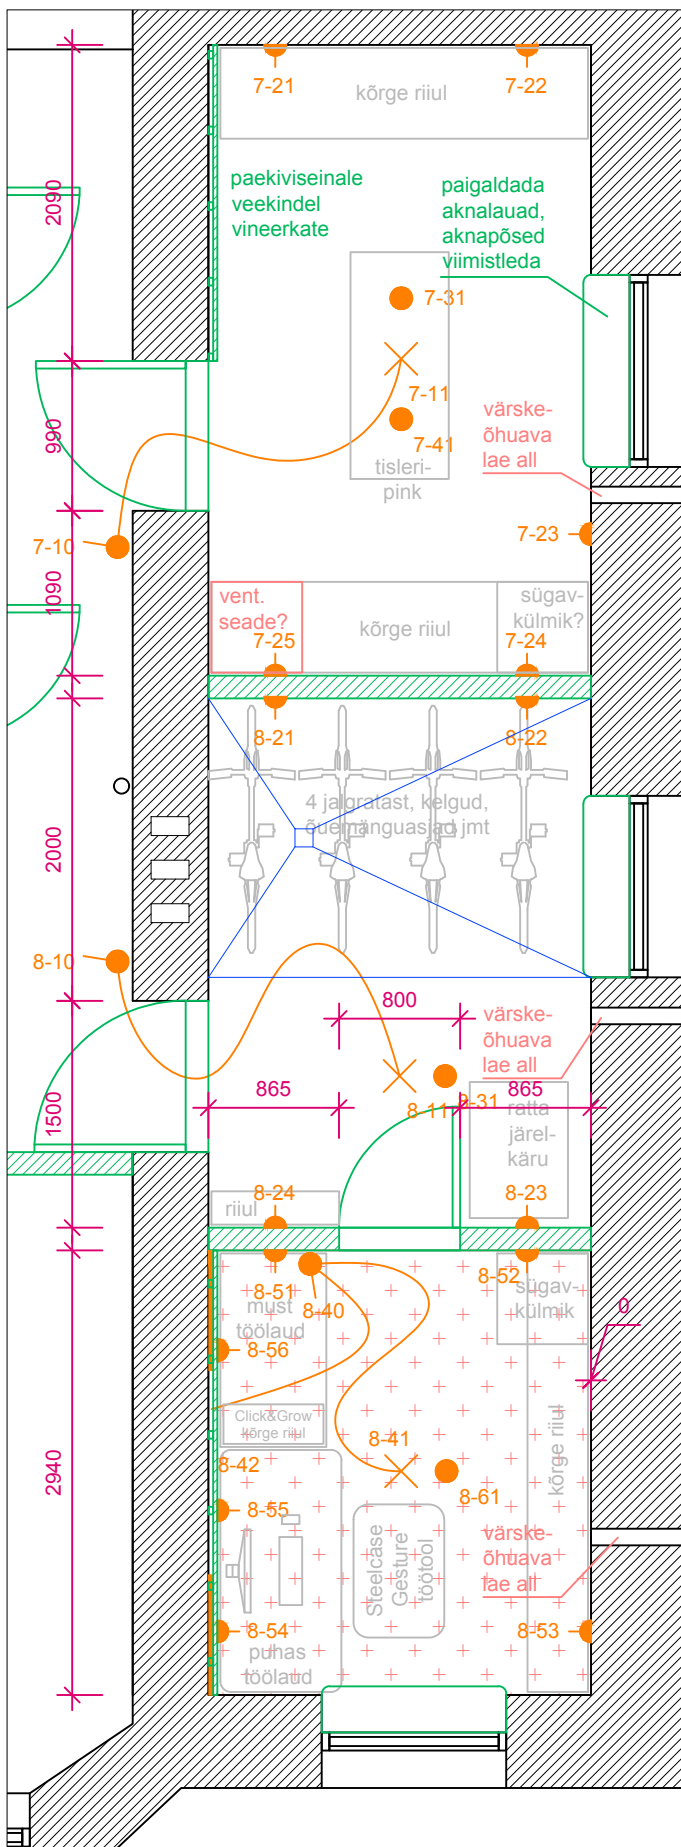 7-21
7-22
kõrge riiul
paekiviseinale
veekindel
vineerkate
paigaldada
aknalauad,
aknapõsed
viimistleda
2090
7-31
7-11
7-41
tisleri-
pink
990
värske-
õhuava
lae all
7-10
7-23
1090
vent.
seade?
7-25
kõrge riiul
sügav-
külmik?
7-24
8-21
8-22
4 jalgratast, kelgud,
õuemänguasjad jmt
2000
8-10
800
värske-
õhuava
lae all
865
865
8-11
8-31
ratta
järel-
käru
1500
riiul
8-24
8-23
8-51
8-40
8-52
must
töölaud
sügav-
külmik
0
8-56
Click&Grow
kõrge riiul
kõrge riiul
8-41
8-42
8-61
2940
8-55
Steelcase
Gesture
töötool
värske-
õhuava
lae all
8-54
8-53
puhas
töölaud